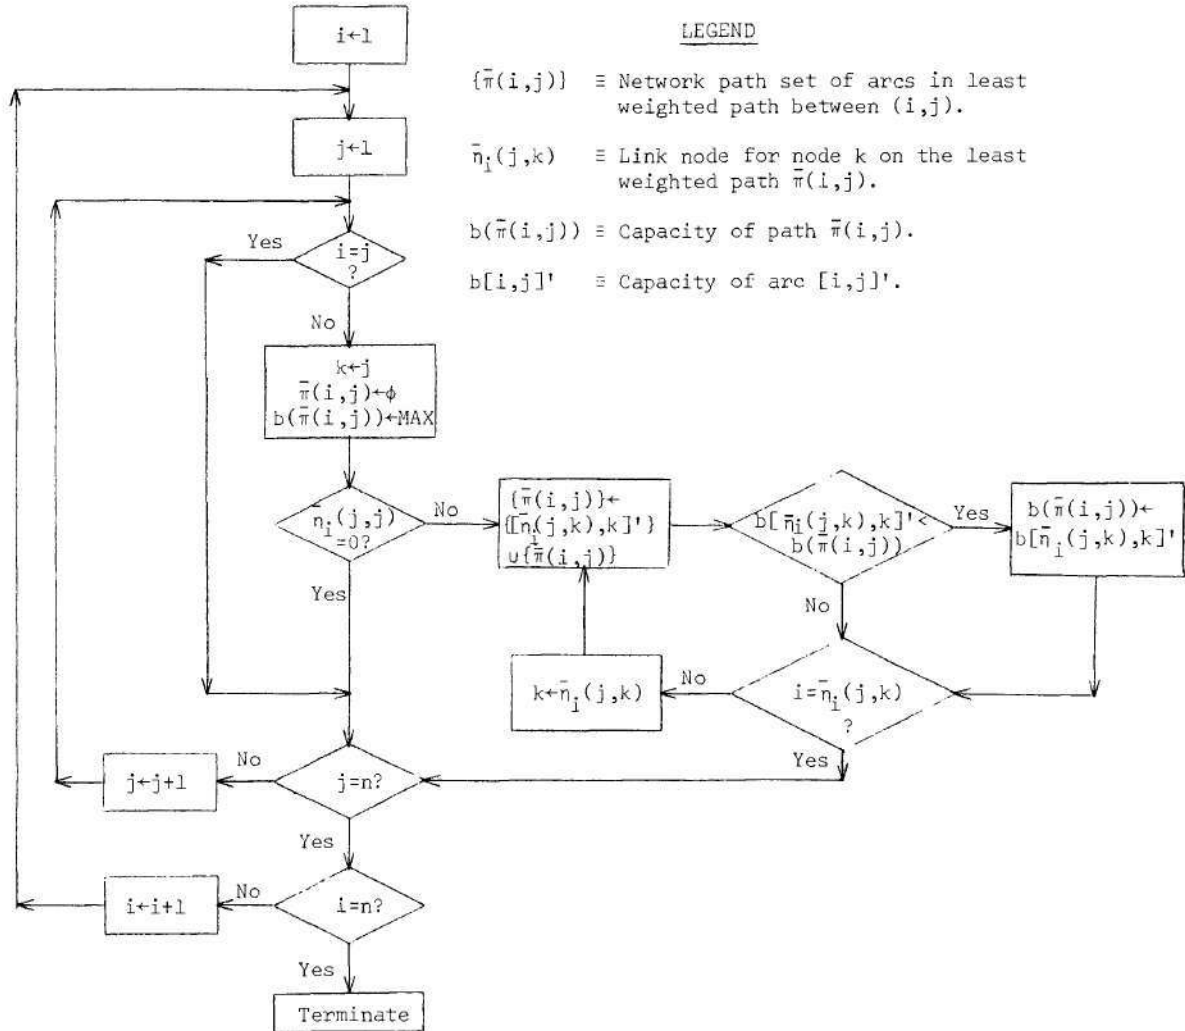 i←1
LEGEND
{π̄(i,j)} ≡ Network path set of arcs in least
weighted path between (i,j).
j←1
η̄ᵢ(j,k) ≡ Link node for node k on the least
weighted path π̄(i,j).
b(π̄(i,j)) ≡ Capacity of path π̄(i,j).
b[i,j]' ≡ Capacity of arc [i,j]'.
Yes
i=j
?
No
k←j
π̄(i,j)←ϕ
b(π̄(i,j))←MAX
η̄ᵢ(j,j)
=0?
No
Yes
{π̄(i,j)}←
{[η̄ᵢ(j,k),k]'}
∪{π̄(i,j)}
b[η̄ᵢ(j,k),k]'<
b(π̄(i,j))
Yes
No
b(π̄(i,j))←
b[η̄ᵢ(j,k),k]'
k←η̄ᵢ(j,k)
No
i=η̄ᵢ(j,k)
?
Yes
j←j+1
No
j=n?
Yes
i←i+1
No
i=n?
Yes
Terminate